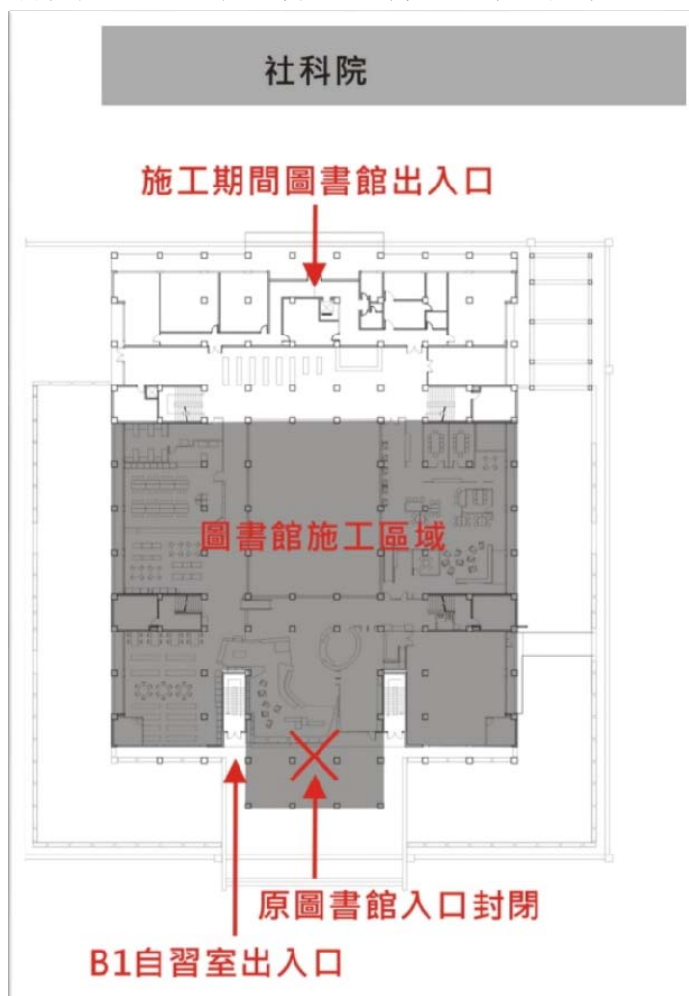 社科院
施工期間圖書館出入口
圖書館施工區域
原圖書館入口封閉
B1自習室出入口